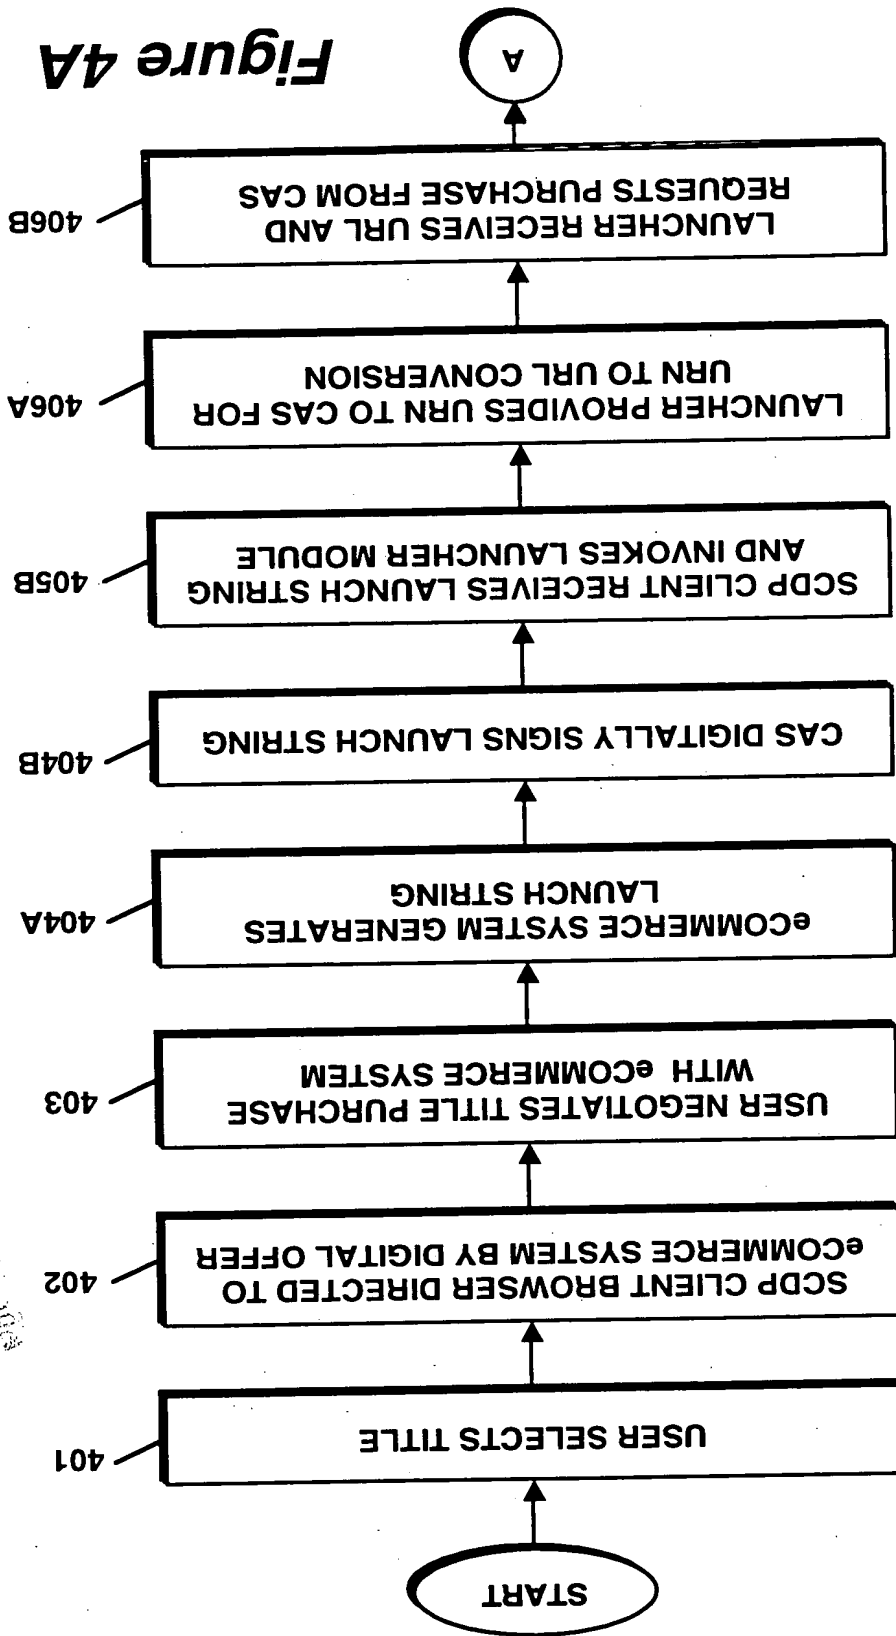 START
401
USER SELECTS TITLE
402
SCDP CLIENT BROWSER DIRECTED TO
eCOMMERCE SYSTEM BY DIGITAL OFFER
403
USER NEGOTIATES TITLE PURCHASE
WITH eCOMMERCE SYSTEM
404A
eCOMMERCE SYSTEM GENERATES
LAUNCH STRING
404B
CAS DIGITALLY SIGNS LAUNCH STRING
405B
SCDP CLIENT RECEIVES LAUNCH STRING
AND INVOKES LAUNCHER MODULE
406A
LAUNCHER PROVIDES URN TO CAS FOR
URN TO URL CONVERSION
406B
LAUNCHER RECEIVES URL AND
REQUESTS PURCHASE FROM CAS
A
Figure 4A